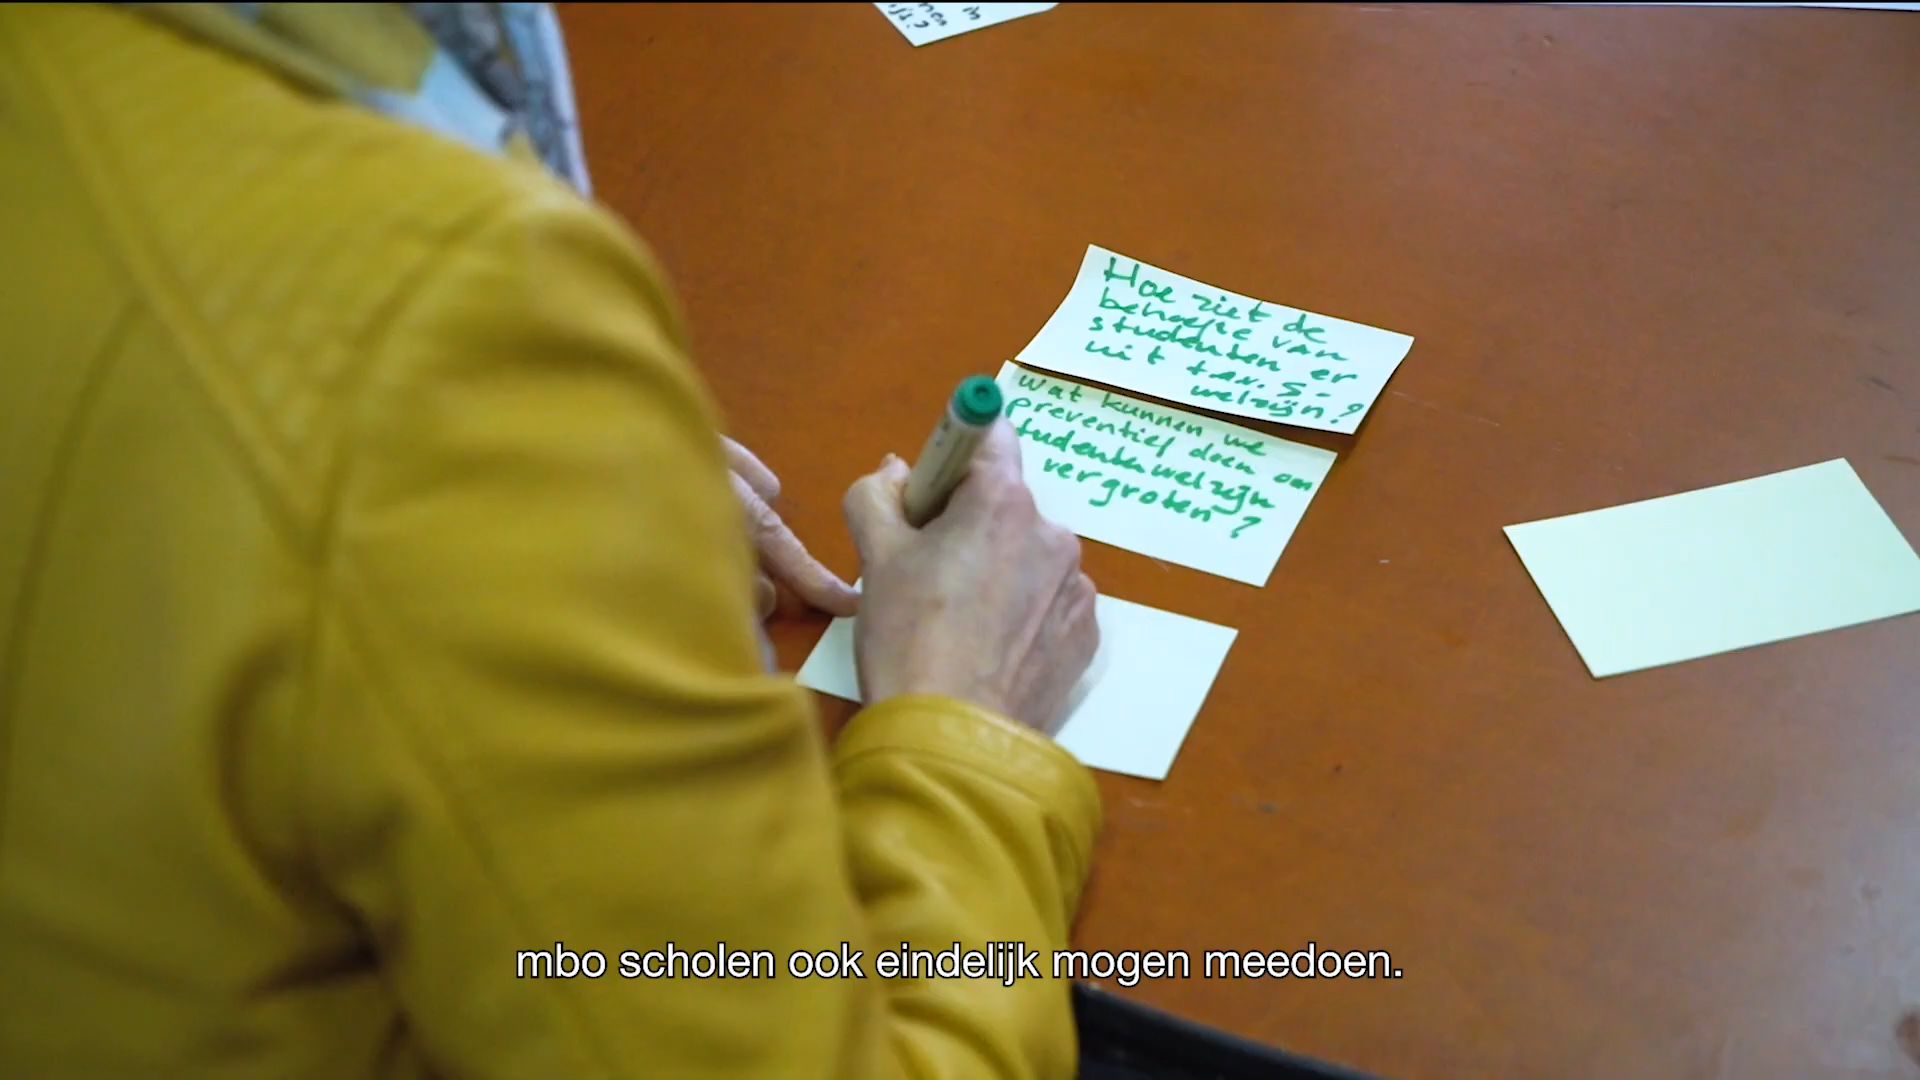 Hoe ziet de
behoefte van
studenten er
uit t.a.v. s-
welzijn?
Wat kunnen we
preventief doen om
studentenwelzijn
vergroten?
mbo scholen ook eindelijk mogen meedoen.